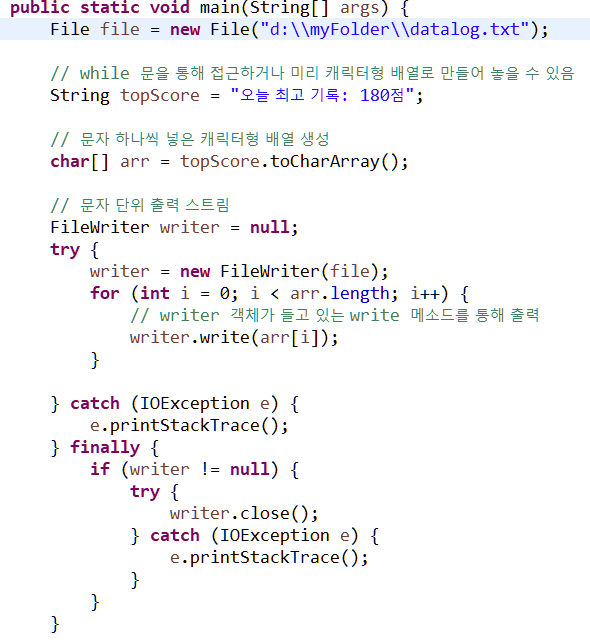 public static void main(String[] args) {
File file = new File("d:\\myFolder\\datalog.txt");
// while 문을 통해 접근하거나 미리 캐릭터형 배열로 만들어 놓을 수 있음
String topScore = "오늘 최고 기록: 180점";
// 문자 하나씩 넣은 캐릭터형 배열 생성
char[] arr = topScore.toCharArray();
// 문자 단위 출력 스트림
FileWriter writer = null;
try {
writer = new FileWriter(file);
for (int i = 0; i < arr.length; i++) {
// writer 객체가 들고 있는 write 메소드를 통해 출력
writer.write(arr[i]);
}
} catch (IOException e) {
e.printStackTrace();
} finally {
if (writer != null) {
try {
writer.close();
} catch (IOException e) {
e.printStackTrace();
}
}
}